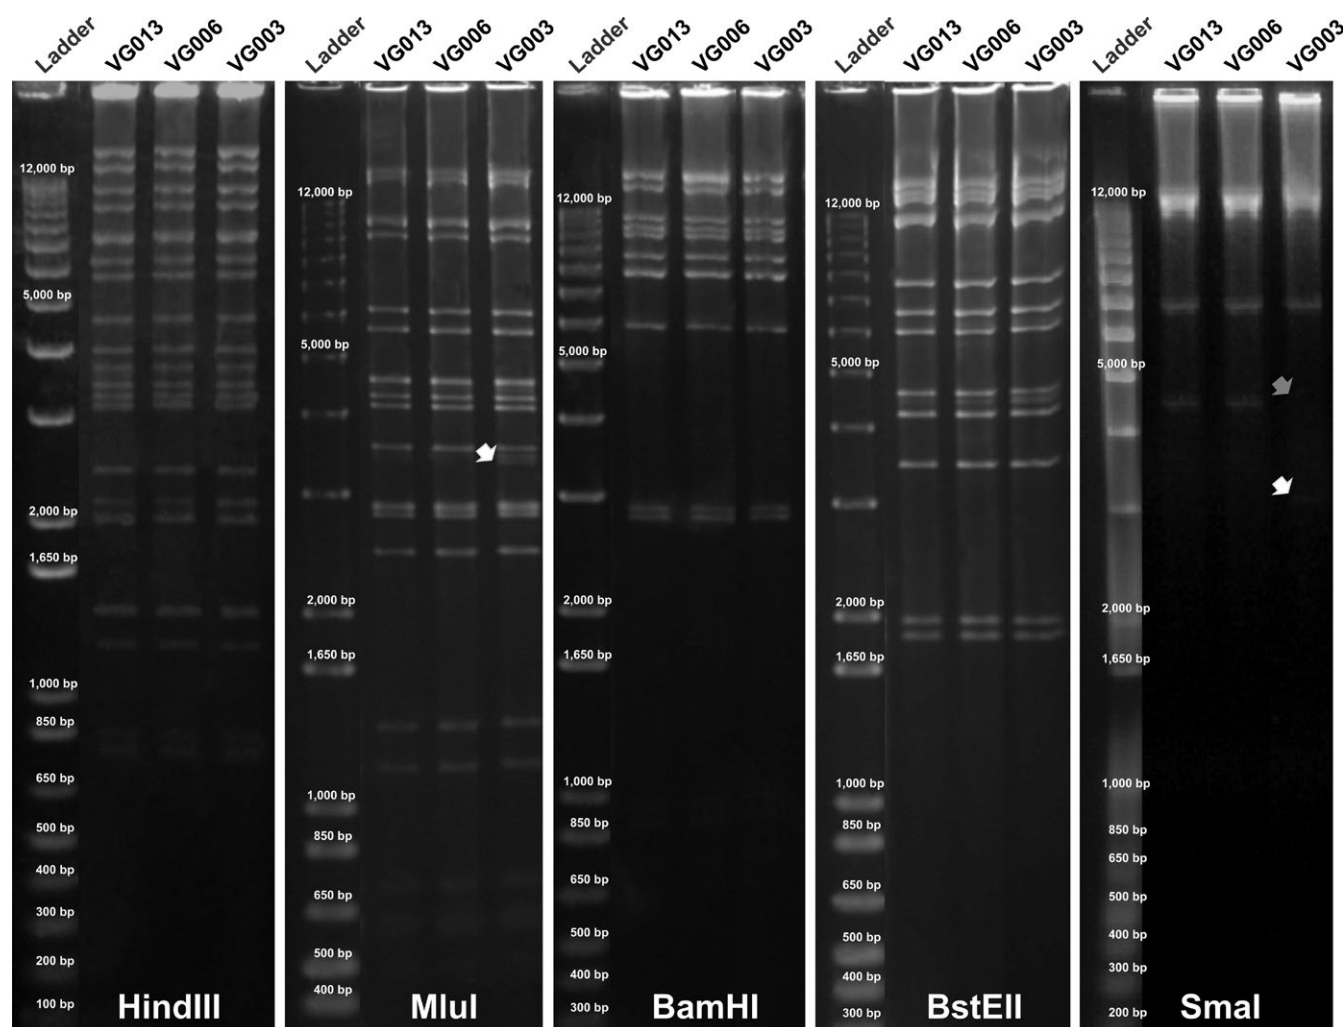 Ladder VG013 VG006 VG003
12,000 bp
5,000 bp
2,000 bp
1,650 bp
1,000 bp
850 bp
650 bp
500 bp
400 bp
300 bp
200 bp
100 bp
HindIII
Ladder VG013 VG006 VG003
12,000 bp
5,000 bp
2,000 bp
1,650 bp
1,000 bp
850 bp
650 bp
500 bp
400 bp
MluI
Ladder VG013 VG006 VG003
12,000 bp
5,000 bp
2,000 bp
1,650 bp
1,000 bp
850 bp
650 bp
500 bp
400 bp
300 bp
BamHI
Ladder VG013 VG006 VG003
12,000 bp
5,000 bp
2,000 bp
1,650 bp
1,000 bp
850 bp
650 bp
500 bp
400 bp
300 bp
BstEII
Ladder VG013 VG006 VG003
12,000 bp
5,000 bp
2,000 bp
1,650 bp
1,000 bp
850 bp
650 bp
500 bp
400 bp
300 bp
200 bp
SmaI